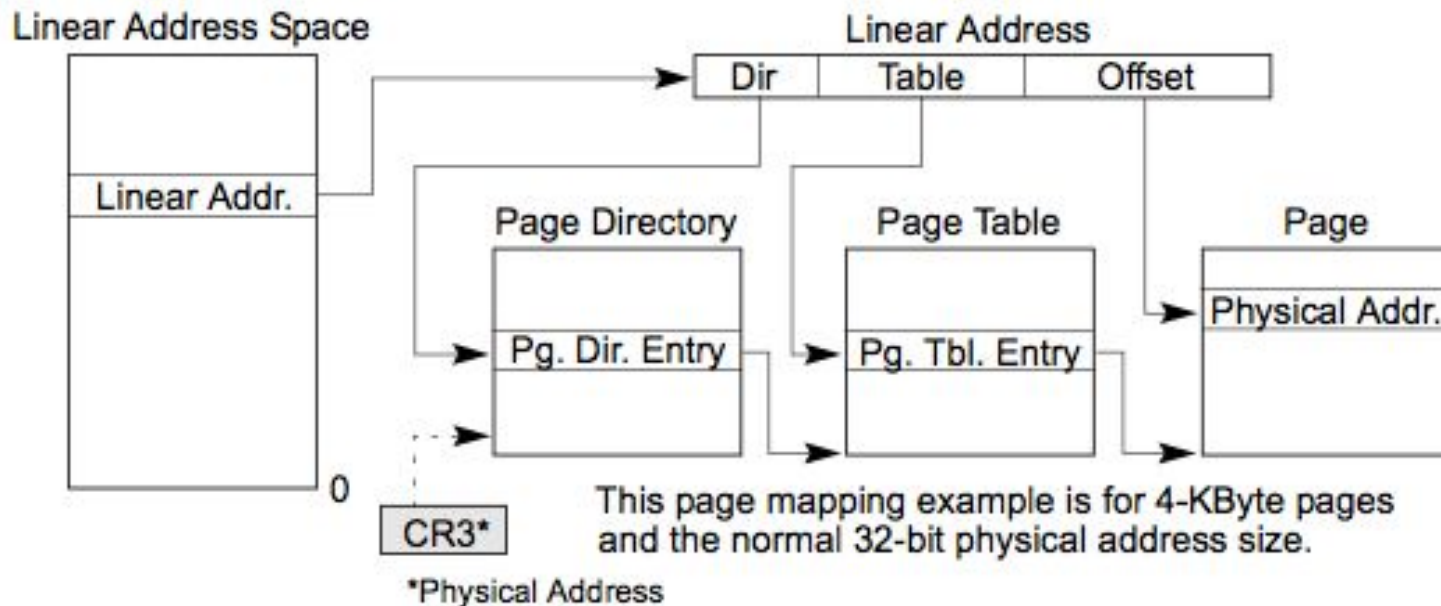 Linear Address Space
Linear Address
Dir Table Offset
Linear Addr.
Page Directory
Page Table
Page
Physical Addr.
Pg. Dir. Entry
Pg. Tbl. Entry
0
CR3*
This page mapping example is for 4-KByte pages
and the normal 32-bit physical address size.
*Physical Address